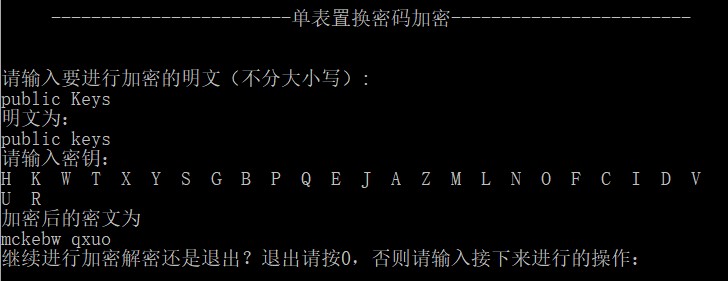 ------------------------单表置换密码加密------------------------
请输入要进行加密的明文（不分大小写）:
public Keys
明文为:
public keys
请输入密钥:
H K W T X Y S G B P Q E J A Z M L N O F C I D V
U R
加密后的密文为
mckebw qxuo
继续进行加密解密还是退出？退出请按0，否则请输入接下来进行的操作: